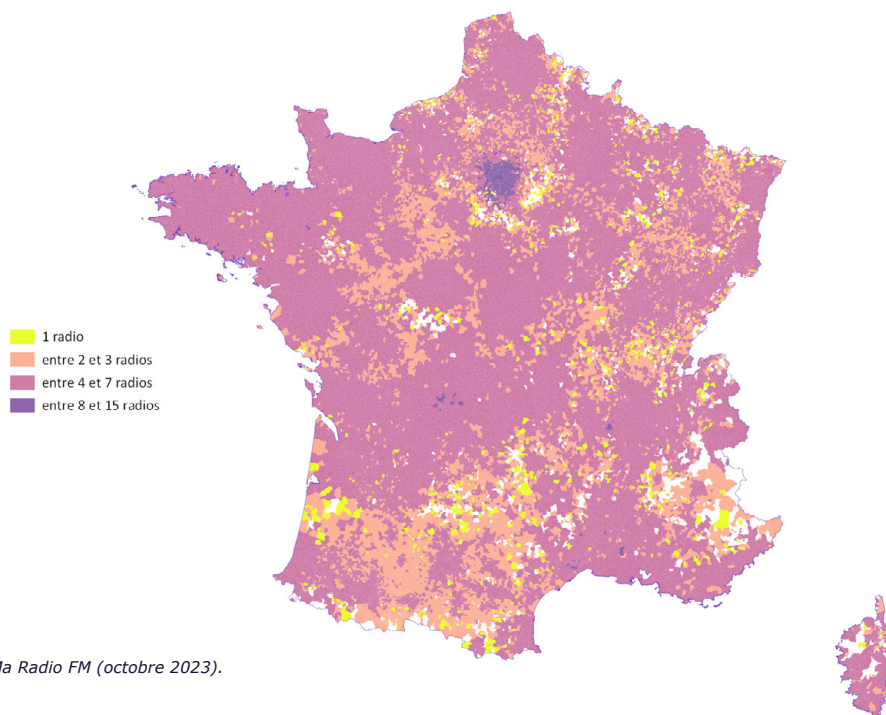 1 radio
entre 2 et 3 radios
entre 4 et 7 radios
entre 8 et 15 radios
Radio FM (octobre 2023).